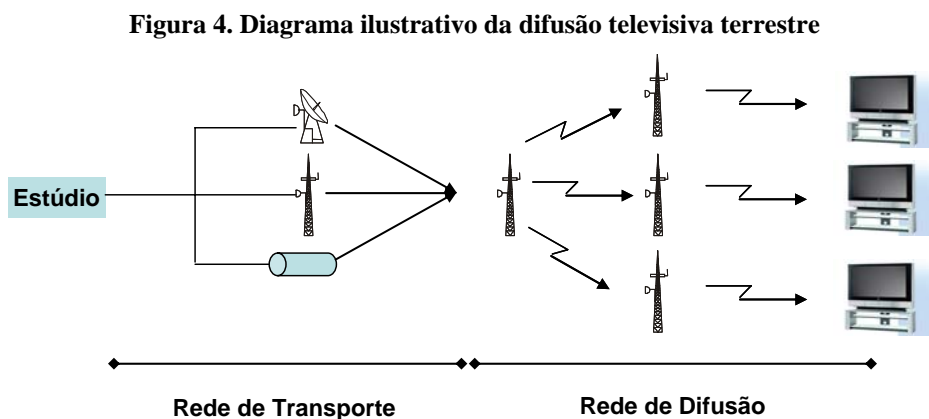 Figura 4. Diagrama ilustrativo da difusão televisiva terrestre
Estúdio
Rede de Transporte
Rede de Difusão